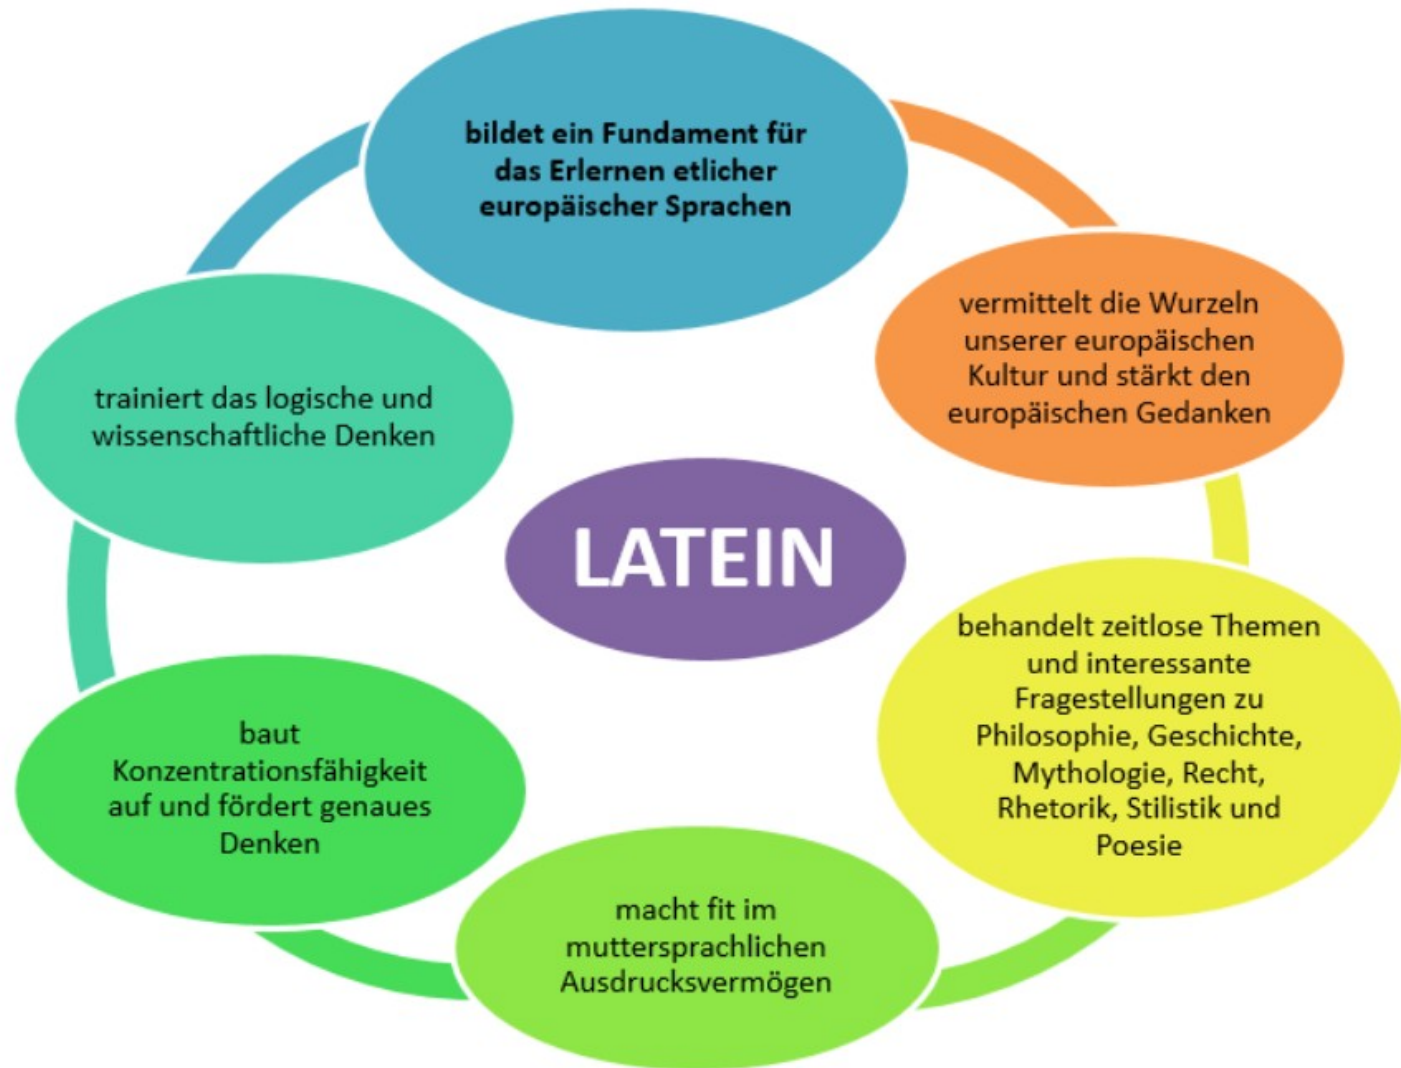 bildet ein Fundament für
das Erlernen etlicher
europäischer Sprachen
vermittelt die Wurzeln
unserer europäischen
Kultur und stärkt den
europäischen Gedanken
behandelt zeitlose Themen
und interessante
Fragestellungen zu
Philosophie, Geschichte,
Mythologie, Recht,
Rhetorik, Stilistik und
Poesie
macht fit im
muttersprachlichen
Ausdrucksvermögen
baut
Konzentrationsfähigkeit
auf und fördert genaues
Denken
trainiert das logische und
wissenschaftliche Denken
LATEIN